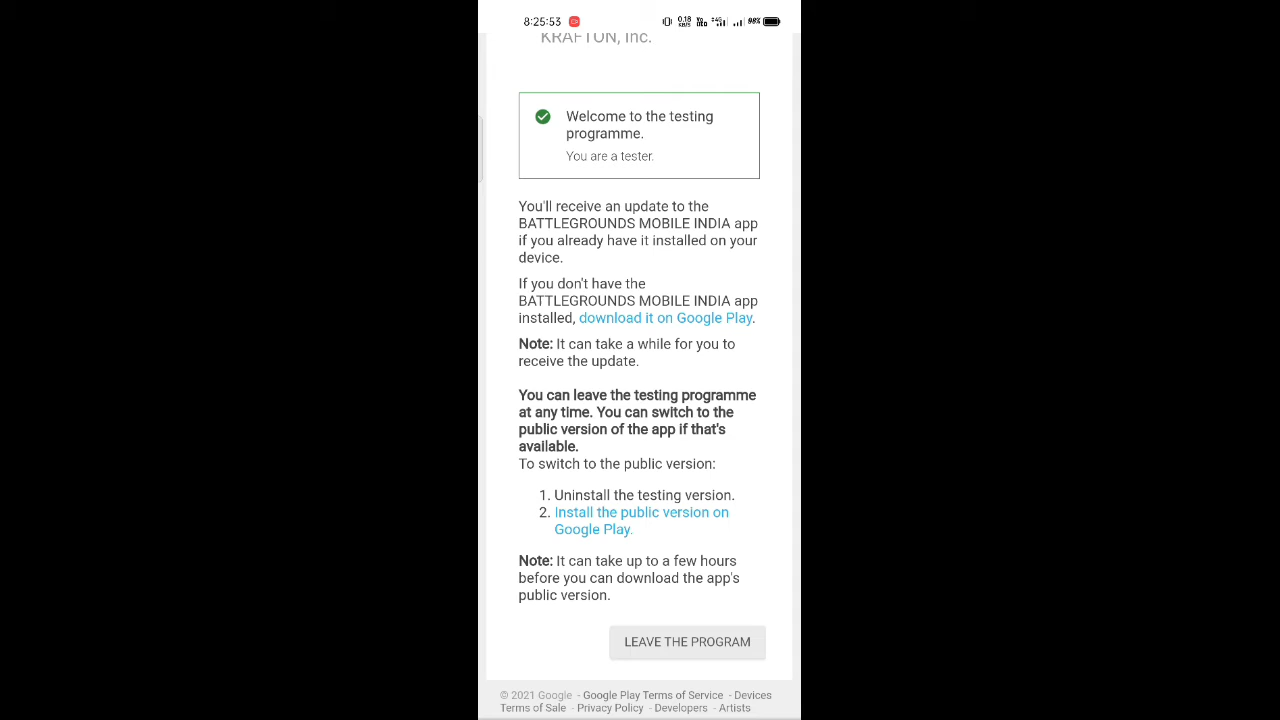 8:25:53
0.18
KB/S
4G
98%
KRAFTON, Inc.
Welcome to the testing
programme.
You are a tester.
You'll receive an update to the
BATTLEGROUNDS MOBILE INDIA app
if you already have it installed on your
device.
If you don't have the
BATTLEGROUNDS MOBILE INDIA app
installed, download it on Google Play.
Note: It can take a while for you to
receive the update.
You can leave the testing programme
at any time. You can switch to the
public version of the app if that's
available.
To switch to the public version:
1. Uninstall the testing version.
2. Install the public version on
Google Play.
Note: It can take up to a few hours
before you can download the app's
public version.
LEAVE THE PROGRAM
© 2021 Google - Google Play Terms of Service - Devices
Terms of Sale - Privacy Policy - Developers - Artists